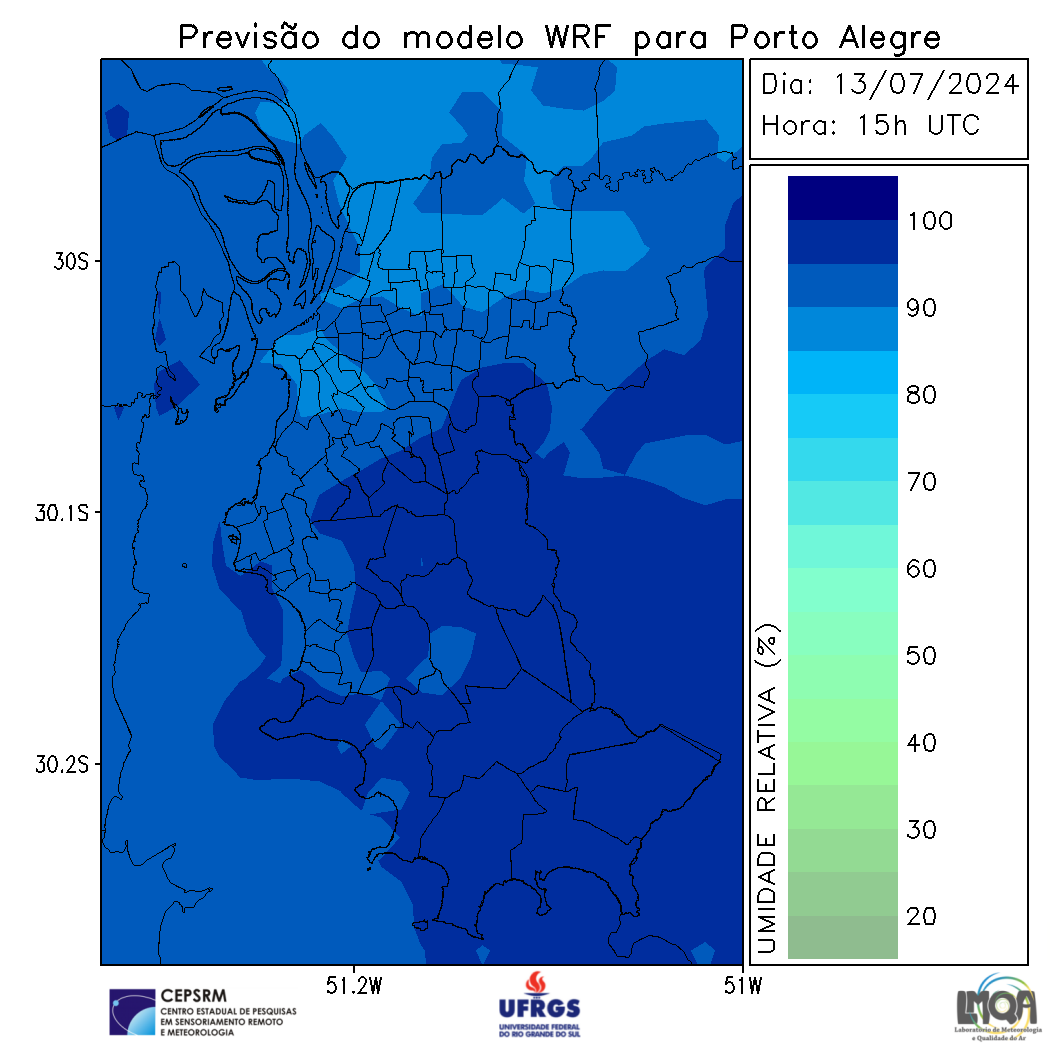 Previsão do modelo WRF para Porto Alegre
Dia: 13/07/2024
Hora: 15h UTC
30S
30.1S
30.2S
51.2W
51W
UMIDADE RELATIVA (%)
100
90
80
70
60
50
40
30
20
CEPSRM
CENTRO ESTADUAL DE PESQUISAS
EM SENSORIAMENTO REMOTO
E METEOROLOGIA
UFRGS
UNIVERSIDADE FEDERAL
DO RIO GRANDE DO SUL
LMQA
Laboratório de Meteorologia
e Qualidade do Ar